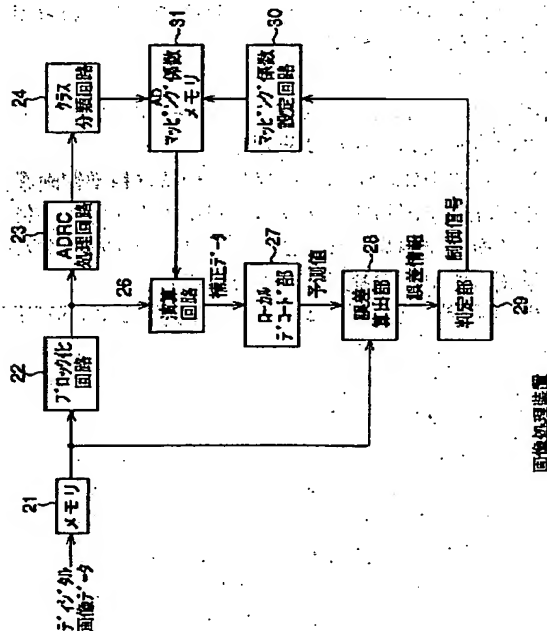 ディジタル
画像データ
21
メモリ
22
ブロック化
回路
23
ADRC
処理回路
24
クラス
分類回路
26
演算
回路
31
AD
マッピング係数
メモリ
補正データ
27
ローカル
デコード部
30
マッピング係数
設定回路
予測値
28
誤差
算出部
誤差情報
制御信号
判定部
29
画像処理装置